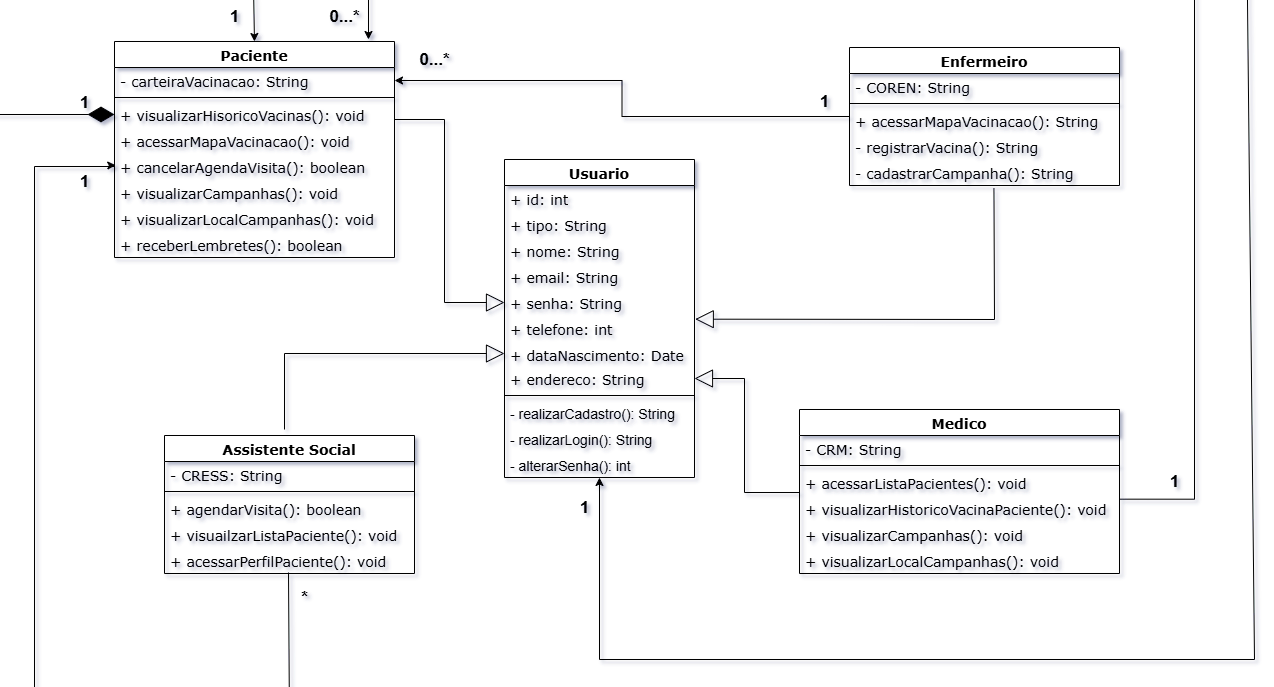 1
0...*
Paciente
- carteiraVacinacao: String
+ visualizarHisoricoVacinas(): void
+ acessarMapaVacinacao(): void
+ cancelarAgendaVisita(): boolean
+ visualizarCampanhas(): void
+ visualizarLocalCampanhas(): void
+ receberLembretes(): boolean
1
1
0...*
1
Enfermeiro
- COREN: String
+ acessarMapaVacinacao(): String
- registrarVacina(): String
- cadastrarCampanha(): String
Usuario
+ id: int
+ tipo: String
+ nome: String
+ email: String
+ senha: String
+ telefone: int
+ dataNascimento: Date
+ endereco: String
- realizarCadastro(): String
- realizarLogin(): String
- alterarSenha(): int
1
Assistente Social
- CRESS: String
+ agendarVisita(): boolean
+ visuailzarListaPaciente(): void
+ acessarPerfilPaciente(): void
*
Medico
- CRM: String
+ acessarListaPacientes(): void
+ visualizarHistoricoVacinaPaciente(): void
+ visualizarCampanhas(): void
+ visualizarLocalCampanhas(): void
1